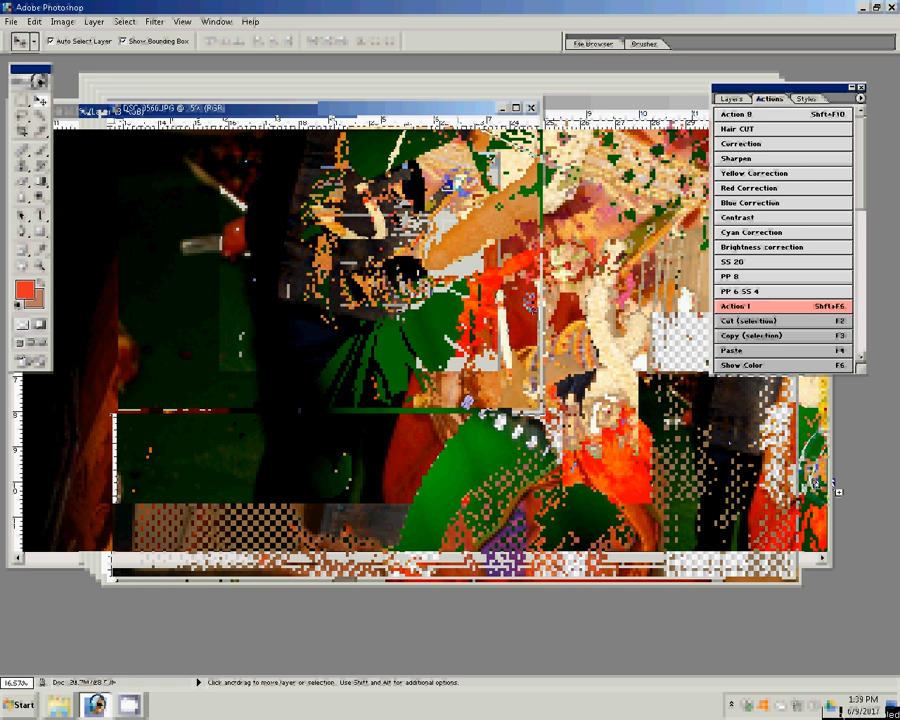 Adobe Photoshop
File Edit Image Layer Select Filter View Window Help
Auto Select Layer Show Bounding Box
File Browser Brushes
Layers Actions Styles
Action 8 Shft+F10
Hair CUT
Correction
Sharpen
Yellow Correction
Red Correction
Blue Correction
Contrast
Cyan Correction
Brightness correction
SS 20
PP 8
PP 6 SS 4
Action 1 Shft+F6
Cut (selection) F2
Copy (selection) F3
Paste F4
Show Color F6
Click and drag to move layer or selection. Use Shift and Alt for additional options.
Start
1:39 PM
6/9/2017